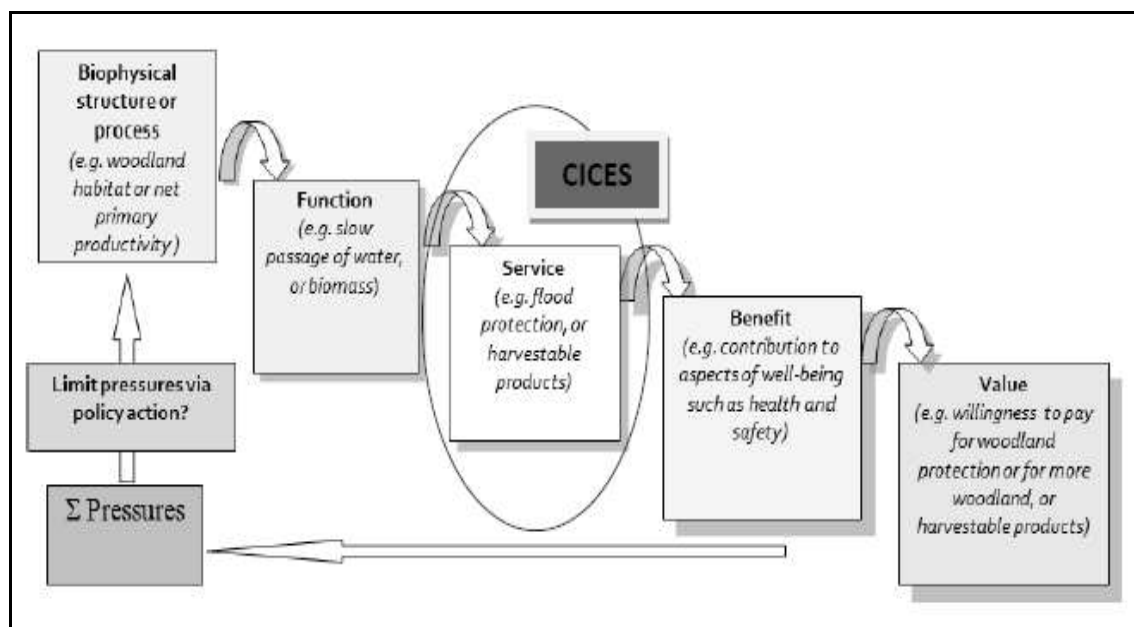 Biophysical
structure or
process
(e.g. woodland
habitat or net
primary
productivity)
Function
(e.g. slow
passage of water,
or biomass)
CICES
Service
(e.g. flood
protection, or
harvestable
products)
Benefit
(e.g. contribution to
aspects of well-being
such as health and
safety)
Value
(e.g. willingness to pay
for woodland
protection or for more
woodland, or
harvestable products)
Limit pressures via
policy action?
Σ Pressures